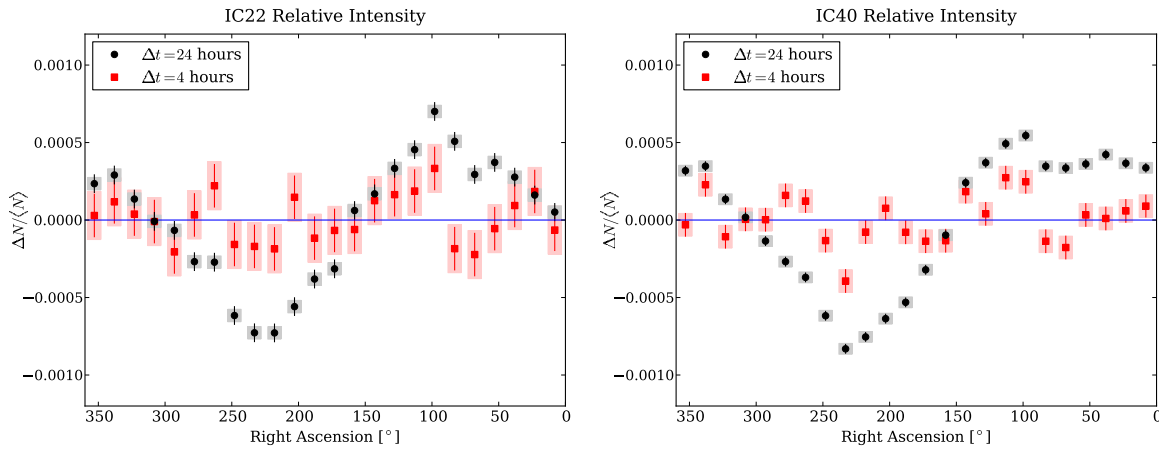 IC22 Relative Intensity
Δt=24 hours
Δt=4 hours
0.0010
0.0005
0.0000
−0.0005
−0.0010
ΔN/⟨N⟩
350 300 250 200 150 100 50 0
Right Ascension [°]
IC40 Relative Intensity
Δt=24 hours
Δt=4 hours
0.0010
0.0005
0.0000
−0.0005
−0.0010
ΔN/⟨N⟩
350 300 250 200 150 100 50 0
Right Ascension [°]